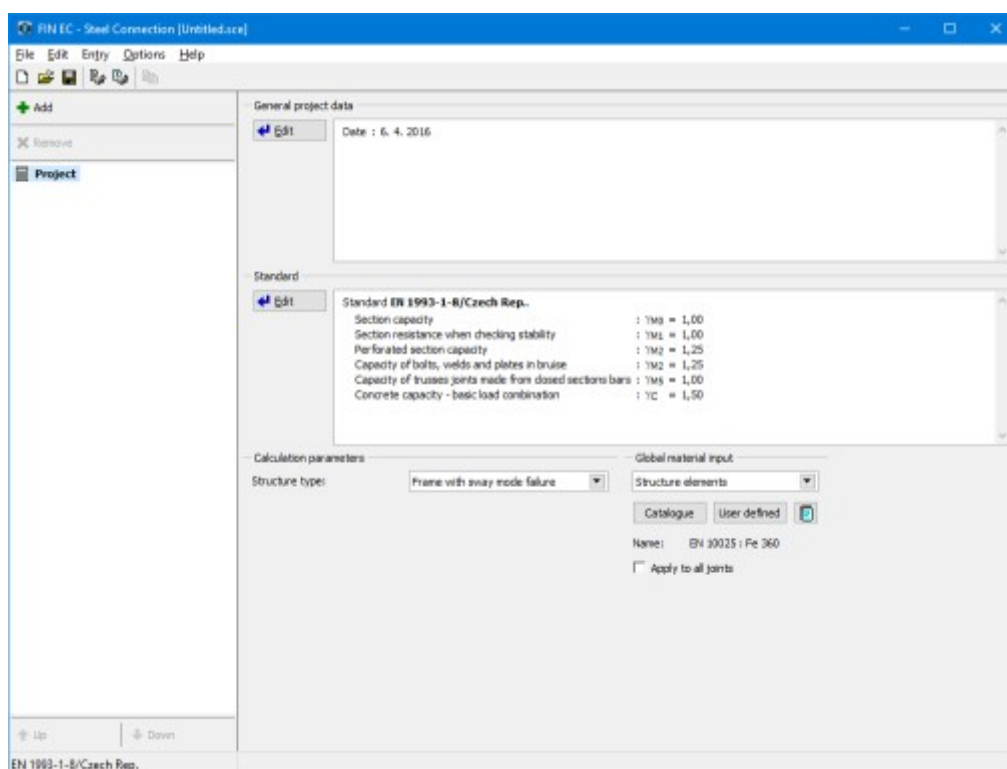 FIN EC - Steel Connection [Untitled.sce]
File Edit Entry Options Help
Add
Remove
Project
General project data
Edit
Date : 6. 4. 2016
Standard
Edit
Standard EN 1993-1-8/Czech Rep..
Section capacity : γM0 = 1,00
Section resistance when checking stability : γM1 = 1,00
Perforated section capacity : γM2 = 1,25
Capacity of bolts, welds and plates in bruise : γM2 = 1,25
Capacity of trusses joints made from closed sections bars : γM5 = 1,00
Concrete capacity - basic load combination : γC = 1,50
Calculation parameters
Global material input
Structure type: Frame with sway mode failure
Structure elements
Catalogue User defined
Name: EN 10025 : Fe 360
Apply to all joints
Up Down
EN 1993-1-8/Czech Rep.